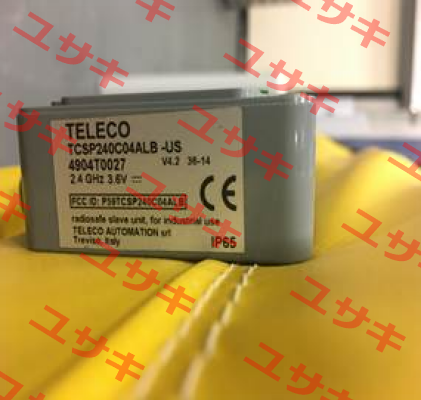 TELECO
TCSP240C04ALB -US
4904T0027 V4.2 36-14
2.4 GHz 3.6V
FCC ID: P59TCSP240C04ALB
radiosafe slave unit, for industrial use
TELECO AUTOMATION srl
Treviso, Italy
CE
IP65
ユサキ
ユサキ
ユサキ
ユサキ
ユサキ
ユサキ
ユサキ
ユサキ
ユサキ